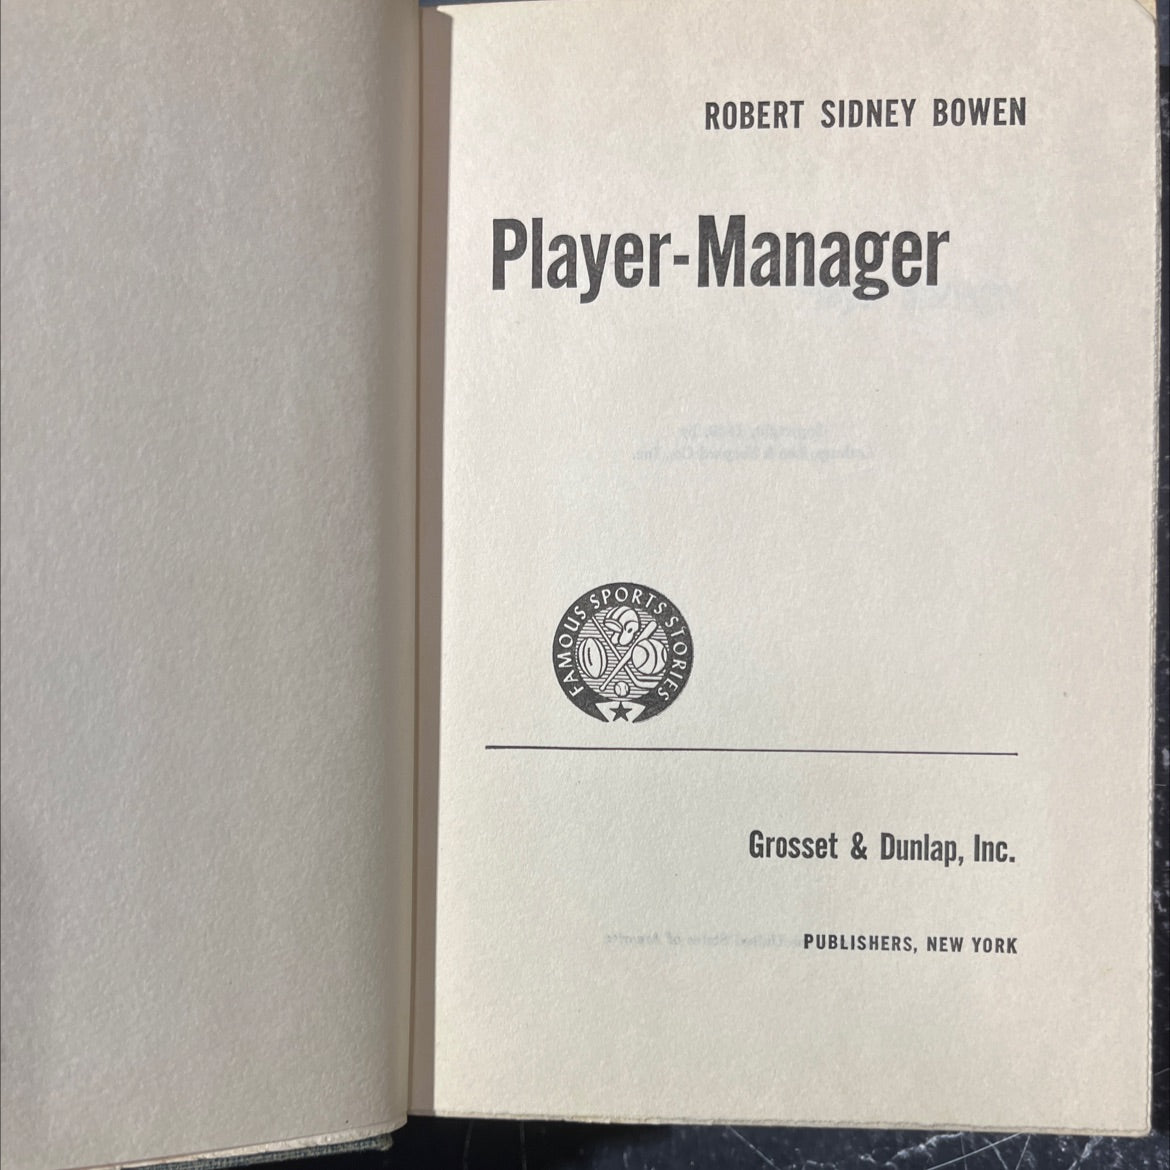 ROBERT SIDNEY BOWEN
Player-Manager
FAMOUS SPORTS STORIES
Grosset & Dunlap, Inc.
PUBLISHERS, NEW YORK